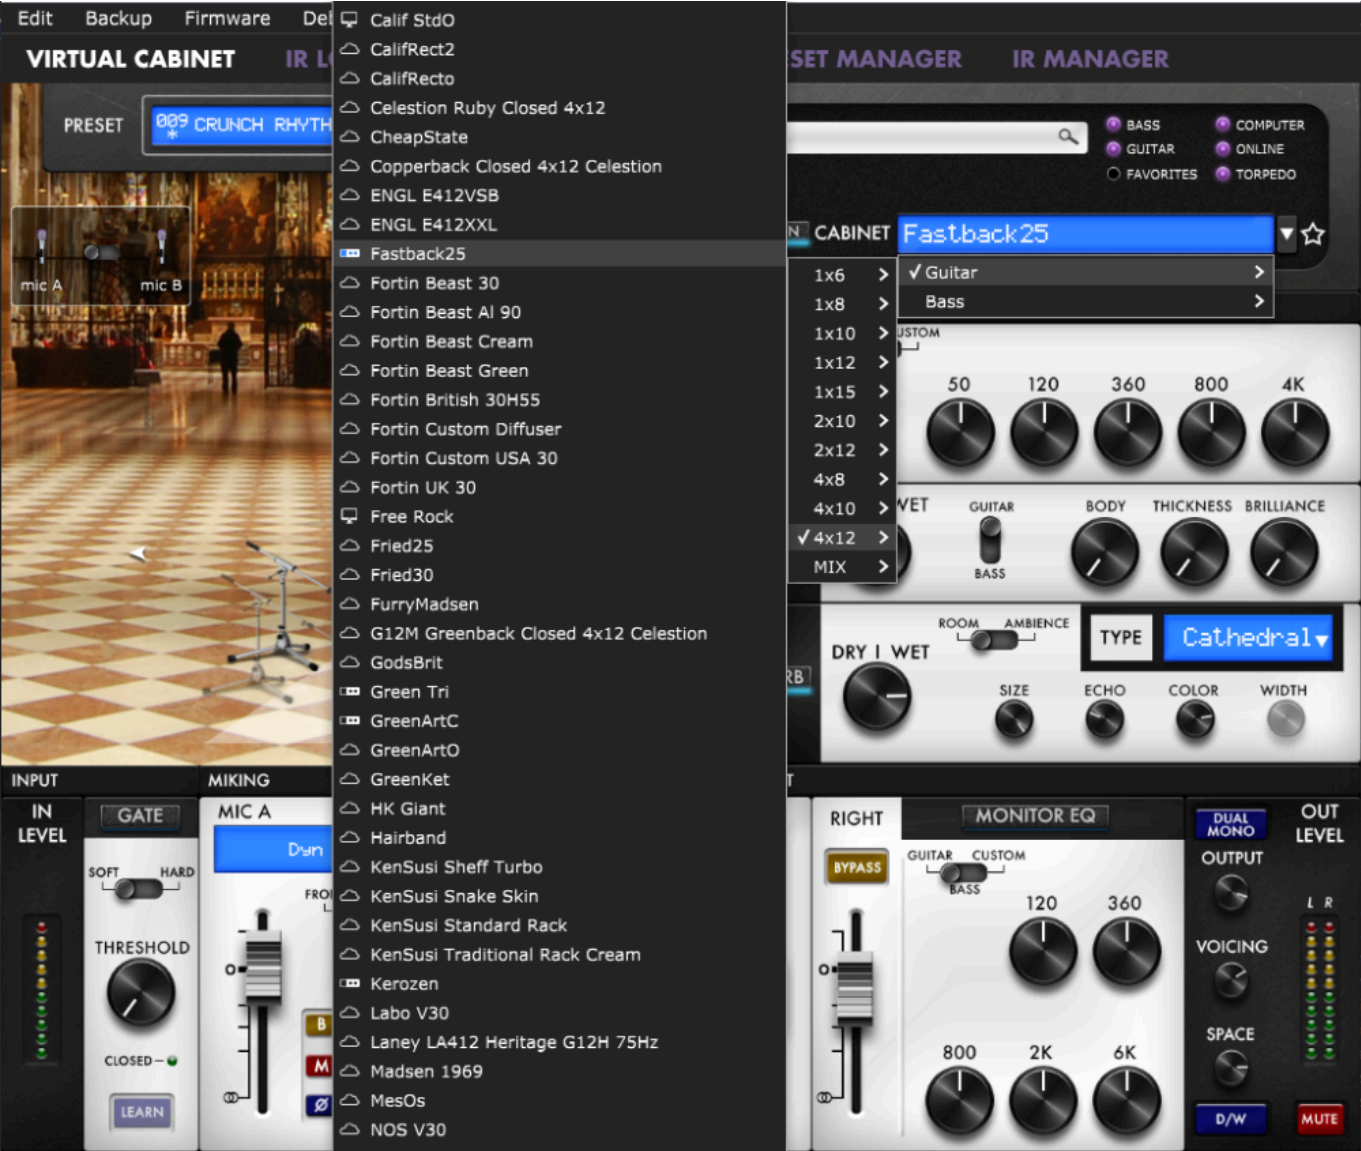 Edit Backup Firmware
VIRTUAL CABINET
SET MANAGER IR MANAGER
PRESET
009 CRUNCH RHYTH
*
mic A
mic B
Calif StdO
CalifRect2
CalifRecto
Celestion Ruby Closed 4x12
CheapState
Copperback Closed 4x12 Celestion
ENGL E412VSB
ENGL E412XXL
Fastback25
Fortin Beast 30
Fortin Beast Al 90
Fortin Beast Cream
Fortin Beast Green
Fortin British 30H55
Fortin Custom Diffuser
Fortin Custom USA 30
Fortin UK 30
Free Rock
Fried25
Fried30
FurryMadsen
G12M Greenback Closed 4x12 Celestion
GodsBrit
Green Tri
GreenArtC
GreenArtO
GreenKet
HK Giant
Hairband
KenSusi Sheff Turbo
KenSusi Snake Skin
KenSusi Standard Rack
KenSusi Traditional Rack Cream
Kerozen
Labo V30
Laney LA412 Heritage G12H 75Hz
Madsen 1969
MesOs
NOS V30
BASS COMPUTER
GUITAR ONLINE
FAVORITES TORPEDO
N CABINET Fastback25
1x6
1x8
1x10
1x12
1x15
2x10
2x12
4x8
4x10
4x12
MIX
Guitar
Bass
USTOM
50 120 360 800 4K
WET
GUITAR
BASS
BODY THICKNESS BRILLIANCE
RB
DRY I WET
ROOM AMBIENCE
TYPE Cathedral
SIZE ECHO COLOR WIDTH
INPUT
IN LEVEL
GATE
SOFT HARD
THRESHOLD
CLOSED
LEARN
MIKING
MIC A
Dyn
FRO
0
B
M
Ø
∞
T
RIGHT
BYPASS
0
∞
MONITOR EQ
GUITAR CUSTOM
BASS
120 360
800 2K 6K
DUAL
MONO
OUTPUT
VOICING
SPACE
D/W
OUT
LEVEL
L R
MUTE